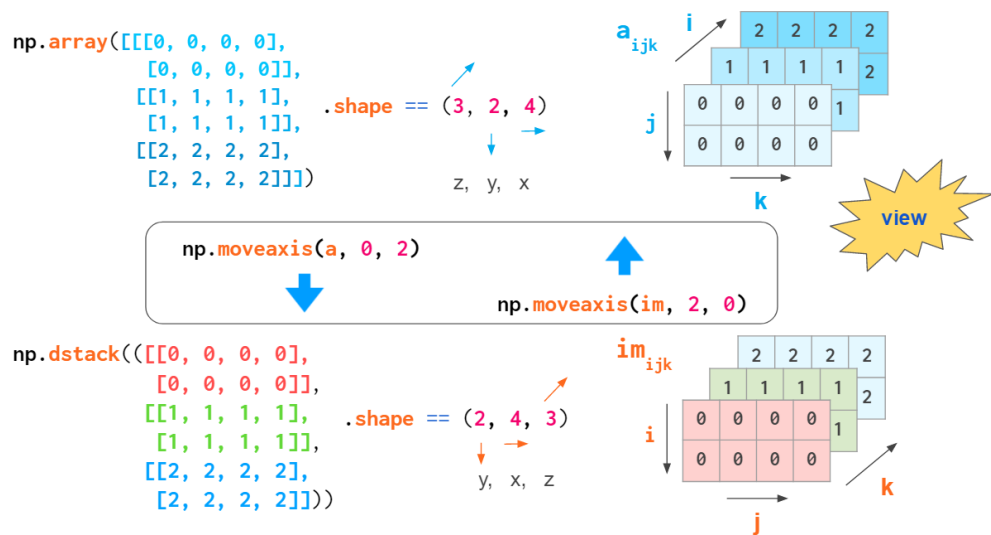 np.array([[[0, 0, 0, 0],
[0, 0, 0, 0]],
[[1, 1, 1, 1],
[1, 1, 1, 1]],
[[2, 2, 2, 2],
[2, 2, 2, 2]]])
.shape == (3, 2, 4)
z, y, x
a ijk
i
j
k
2 2 2 2
1 1 1 1 2
0 0 0 0 1
0 0 0 0
view
np.moveaxis(a, 0, 2)
np.moveaxis(im, 2, 0)
np.dstack(([[0, 0, 0, 0],
[0, 0, 0, 0]],
[[1, 1, 1, 1],
[1, 1, 1, 1]],
[[2, 2, 2, 2],
[2, 2, 2, 2]]))
.shape == (2, 4, 3)
y, x, z
im ijk
i
j
k
2 2 2 2
1 1 1 1 2
0 0 0 0 1
0 0 0 0